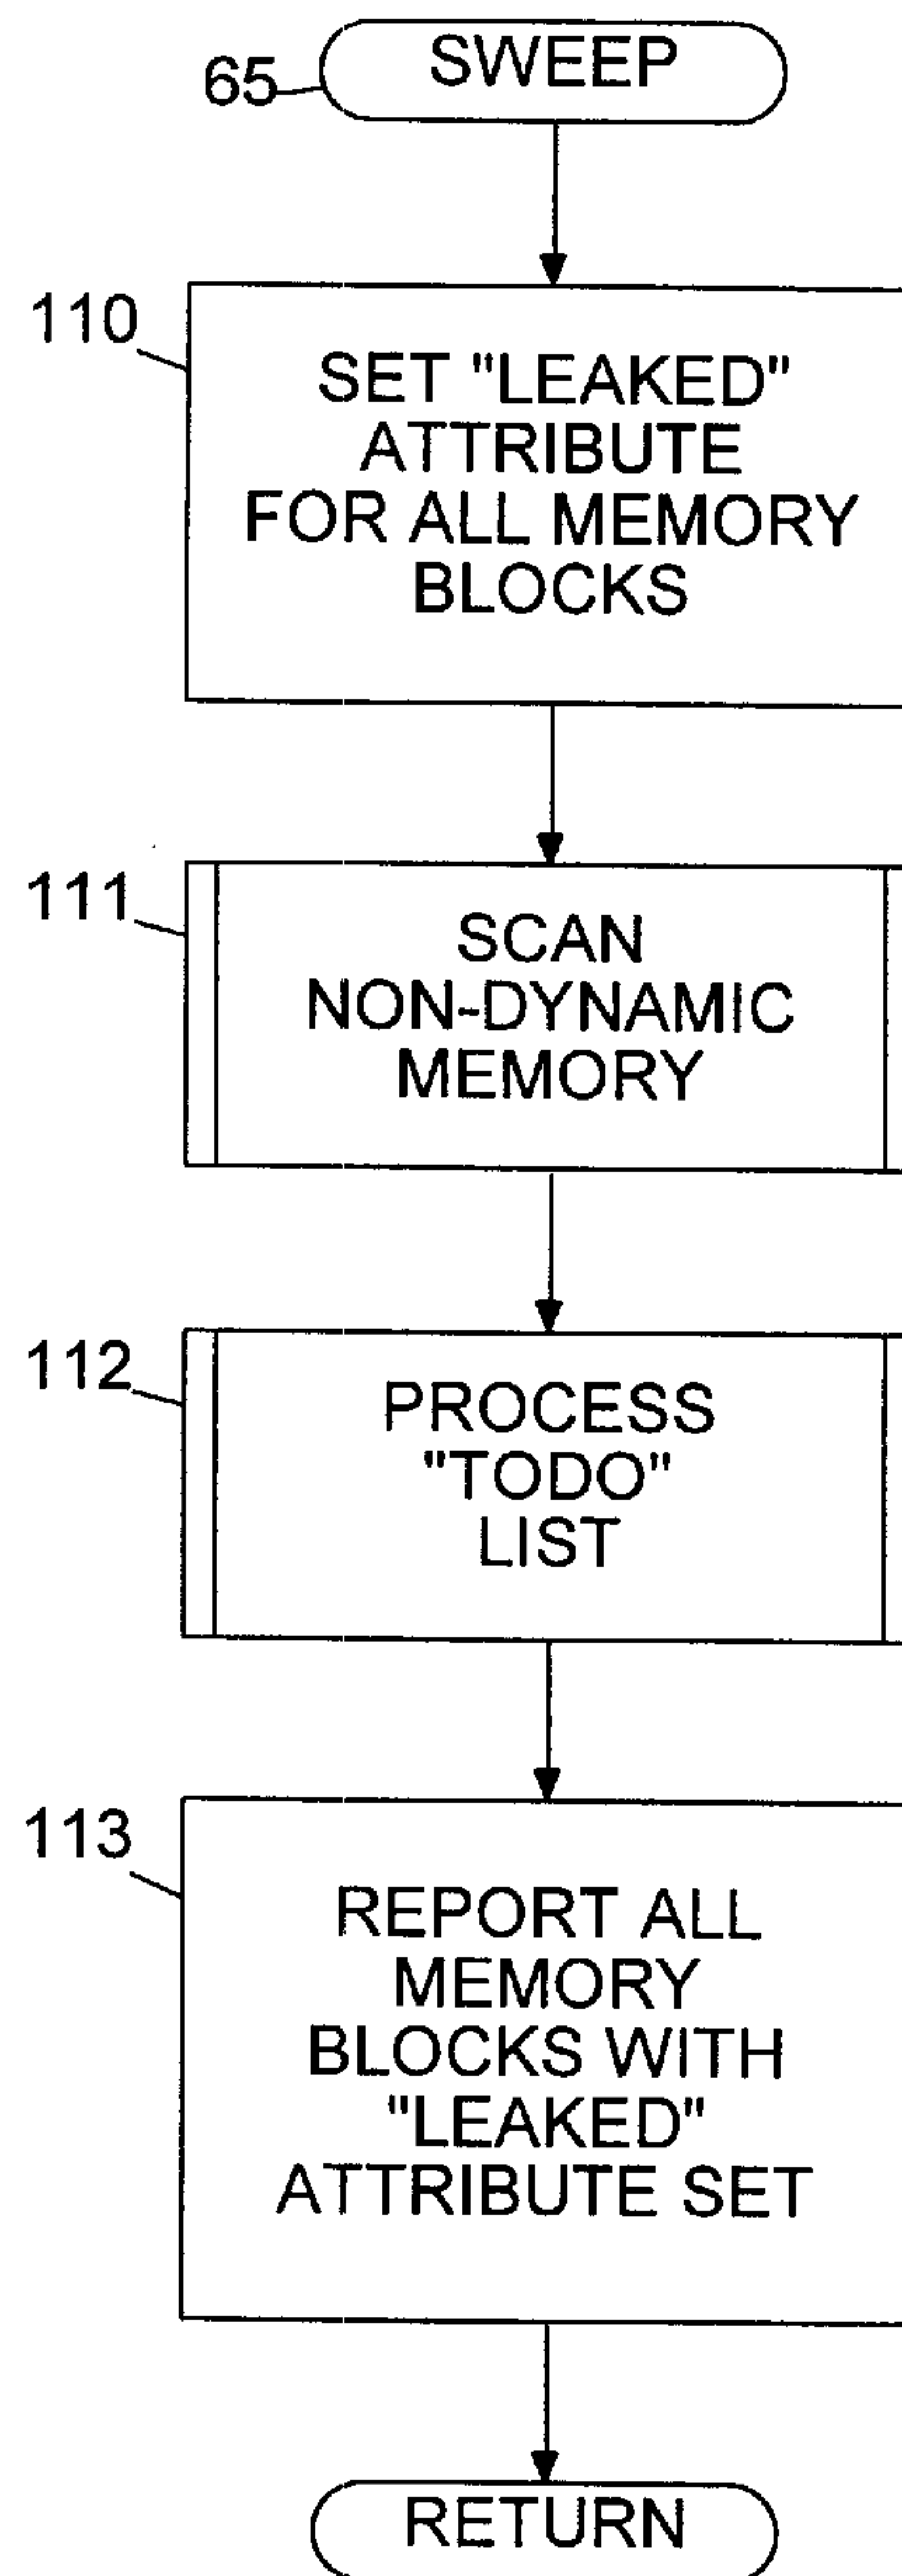 65
SWEEP
110
SET "LEAKED"
ATTRIBUTE
FOR ALL MEMORY
BLOCKS
111
SCAN
NON-DYNAMIC
MEMORY
112
PROCESS
"TODO"
LIST
113
REPORT ALL
MEMORY
BLOCKS WITH
"LEAKED"
ATTRIBUTE SET
RETURN